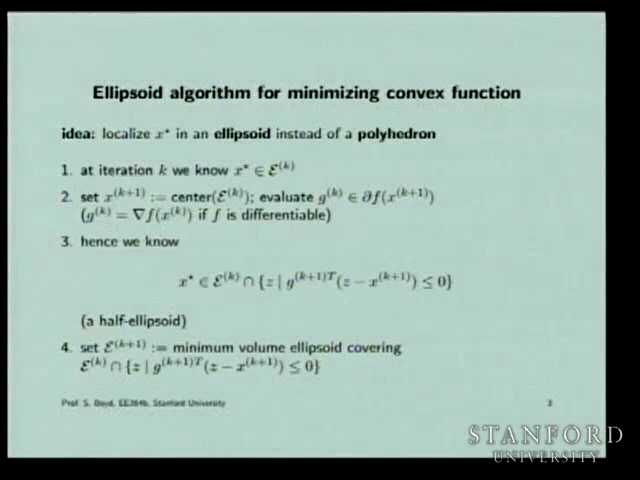 Ellipsoid algorithm for minimizing convex function
idea: localize x⋆ in an ellipsoid instead of a polyhedron
1. at iteration k we know x⋆ ∈ ℰ(k)
2. set x(k+1) := center(ℰ(k)); evaluate g(k) ∈ ∂f(x(k+1))
(g(k) = ∇f(x(k)) if f is differentiable)
3. hence we know
x⋆ ∈ ℰ(k) ∩ {z | g(k+1)T(z − x(k+1)) ≤ 0}
(a half-ellipsoid)
4. set ℰ(k+1) := minimum volume ellipsoid covering
ℰ(k) ∩ {z | g(k+1)T(z − x(k+1)) ≤ 0}
Prof. S. Boyd, EE364b, Stanford University
STANFORD
UNIVERSITY